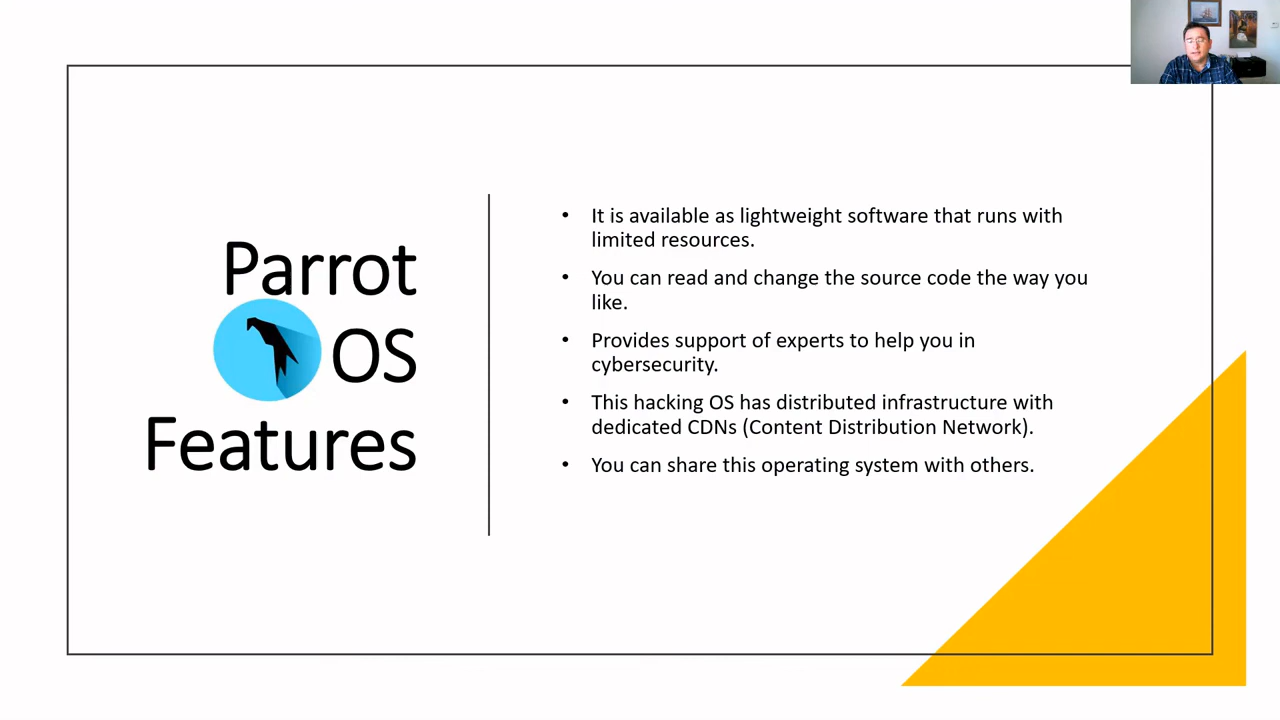 Parrot
OS
Features
• It is available as lightweight software that runs with
limited resources.
• You can read and change the source code the way you
like.
• Provides support of experts to help you in
cybersecurity.
• This hacking OS has distributed infrastructure with
dedicated CDNs (Content Distribution Network).
• You can share this operating system with others.